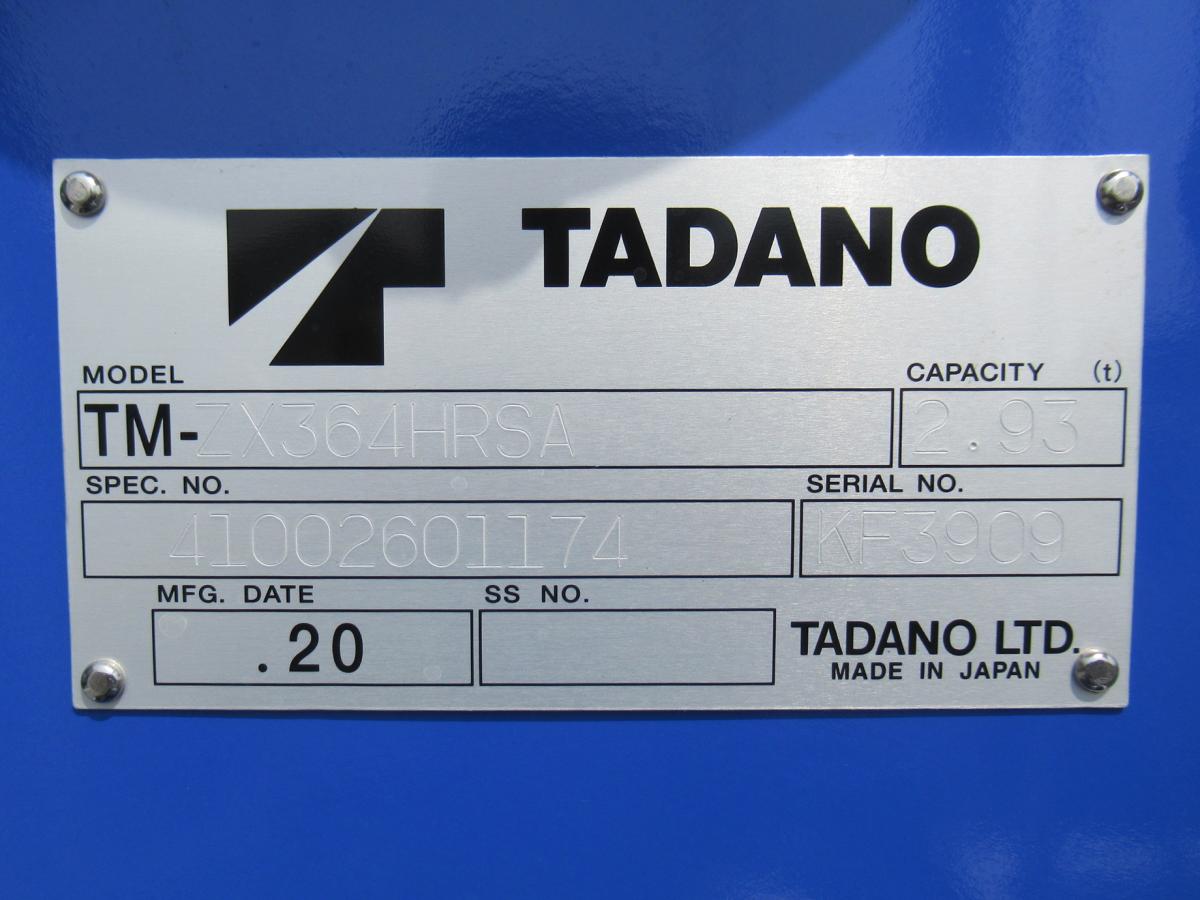 TADANO
MODEL CAPACITY (t)
TM-ZX364HRSA 2.93
SPEC. NO. SERIAL NO.
41002601174 KF3909
MFG. DATE SS NO.
.20
TADANO LTD.
MADE IN JAPAN